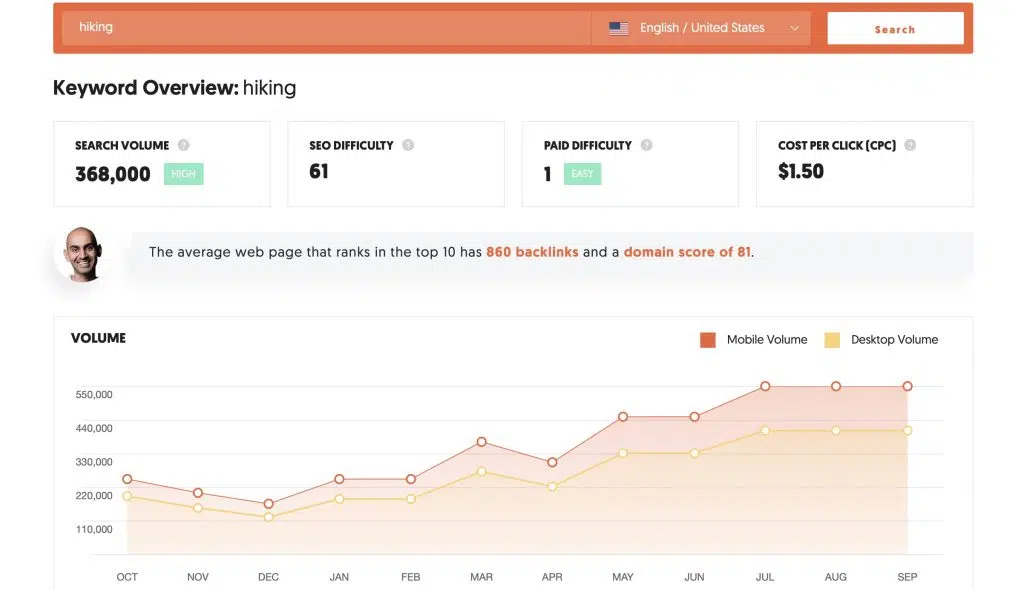 hiking
English / United States
Search
Keyword Overview: hiking
SEARCH VOLUME ?
368,000 HIGH
SEO DIFFICULTY ?
61
PAID DIFFICULTY ?
1 EASY
COST PER CLICK (CPC) ?
$1.50
The average web page that ranks in the top 10 has 860 backlinks and a domain score of 81.
VOLUME
Mobile Volume
Desktop Volume
550,000
440,000
330,000
220,000
110,000
OCT NOV DEC JAN FEB MAR APR MAY JUN JUL AUG SEP